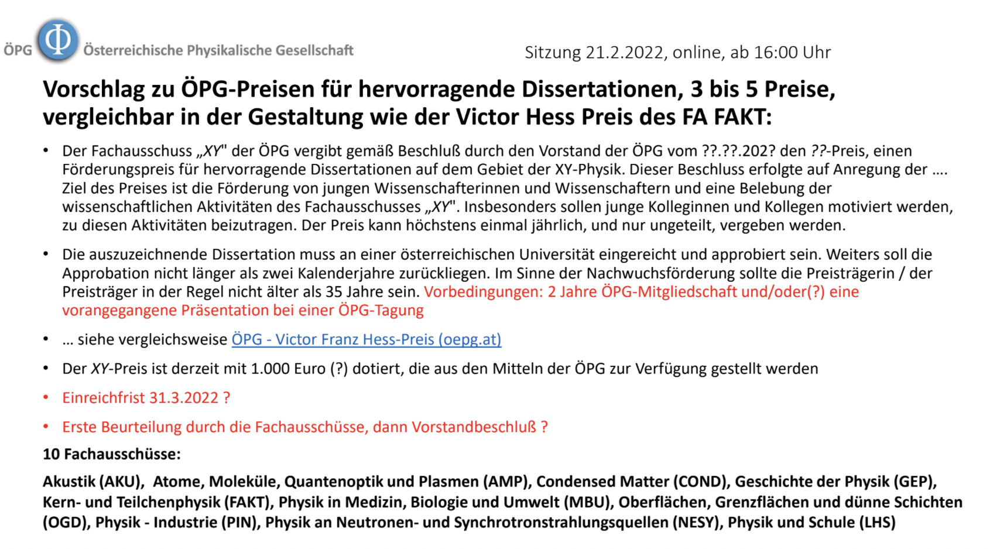 ÖPG Φ Österreichische Physikalische Gesellschaft
Sitzung 21.2.2022, online, ab 16:00 Uhr
Vorschlag zu ÖPG-Preisen für hervorragende Dissertationen, 3 bis 5 Preise,
vergleichbar in der Gestaltung wie der Victor Hess Preis des FA FAKT:
• Der Fachausschuss „XY" der ÖPG vergibt gemäß Beschluß durch den Vorstand der ÖPG vom ??.??.202? den ??-Preis, einen
Förderungspreis für hervorragende Dissertationen auf dem Gebiet der XY-Physik. Dieser Beschluss erfolgte auf Anregung der ....
Ziel des Preises ist die Förderung von jungen Wissenschafterinnen und Wissenschaftern und eine Belebung der
wissenschaftlichen Aktivitäten des Fachausschusses „XY". Insbesonders sollen junge Kolleginnen und Kollegen motiviert werden,
zu diesen Aktivitäten beizutragen. Der Preis kann höchstens einmal jährlich, und nur ungeteilt, vergeben werden.
• Die auszuzeichnende Dissertation muss an einer österreichischen Universität eingereicht und approbiert sein. Weiters soll die
Approbation nicht länger als zwei Kalenderjahre zurückliegen. Im Sinne der Nachwuchsförderung sollte die Preisträgerin / der
Preisträger in der Regel nicht älter als 35 Jahre sein. Vorbedingungen: 2 Jahre ÖPG-Mitgliedschaft und/oder(?) eine
vorangegangene Präsentation bei einer ÖPG-Tagung
• ... siehe vergleichsweise ÖPG - Victor Franz Hess-Preis (oepg.at)
• Der XY-Preis ist derzeit mit 1.000 Euro (?) dotiert, die aus den Mitteln der ÖPG zur Verfügung gestellt werden
• Einreichfrist 31.3.2022 ?
• Erste Beurteilung durch die Fachausschüsse, dann Vorstandbeschluß ?
10 Fachausschüsse:
Akustik (AKU), Atome, Moleküle, Quantenoptik und Plasmen (AMP), Condensed Matter (COND), Geschichte der Physik (GEP),
Kern- und Teilchenphysik (FAKT), Physik in Medizin, Biologie und Umwelt (MBU), Oberflächen, Grenzflächen und dünne Schichten
(OGD), Physik - Industrie (PIN), Physik an Neutronen- und Synchrotronstrahlungsquellen (NESY), Physik und Schule (LHS)